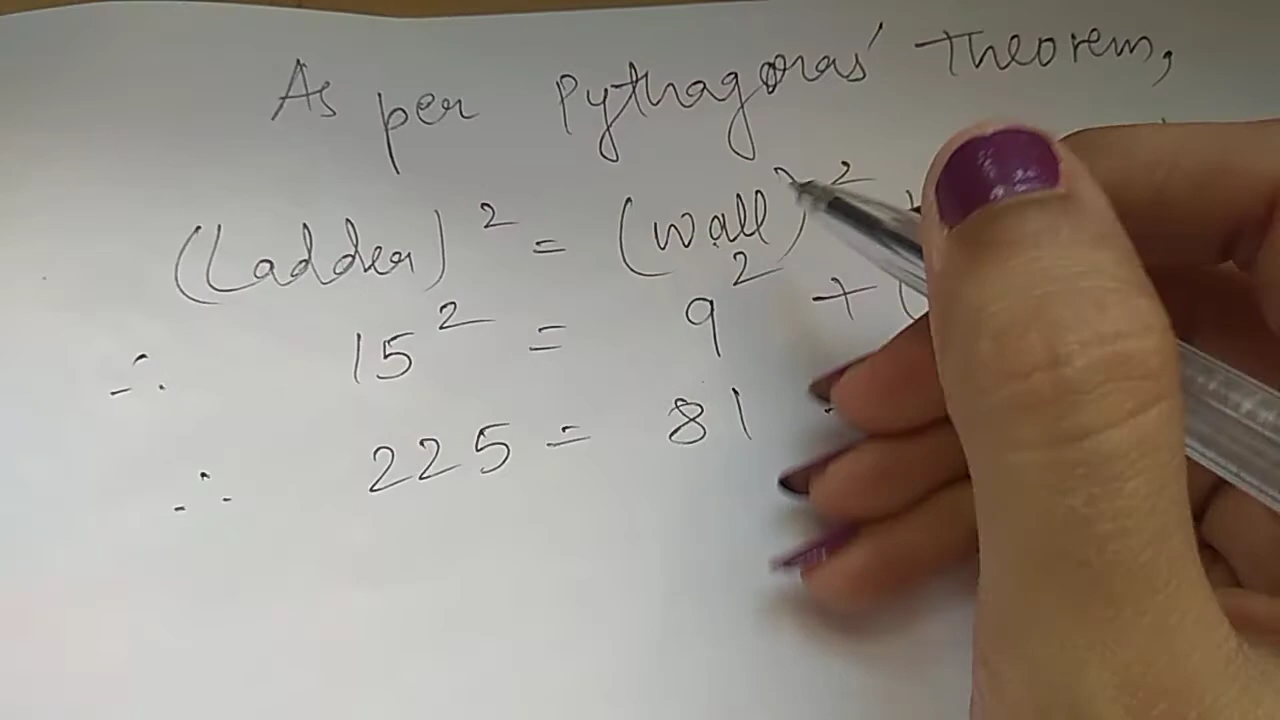 As per Pythagoras' Theorem,
(Ladder)² = (wall)²
∴ 15² = 9² + (
∴ 225 = 81